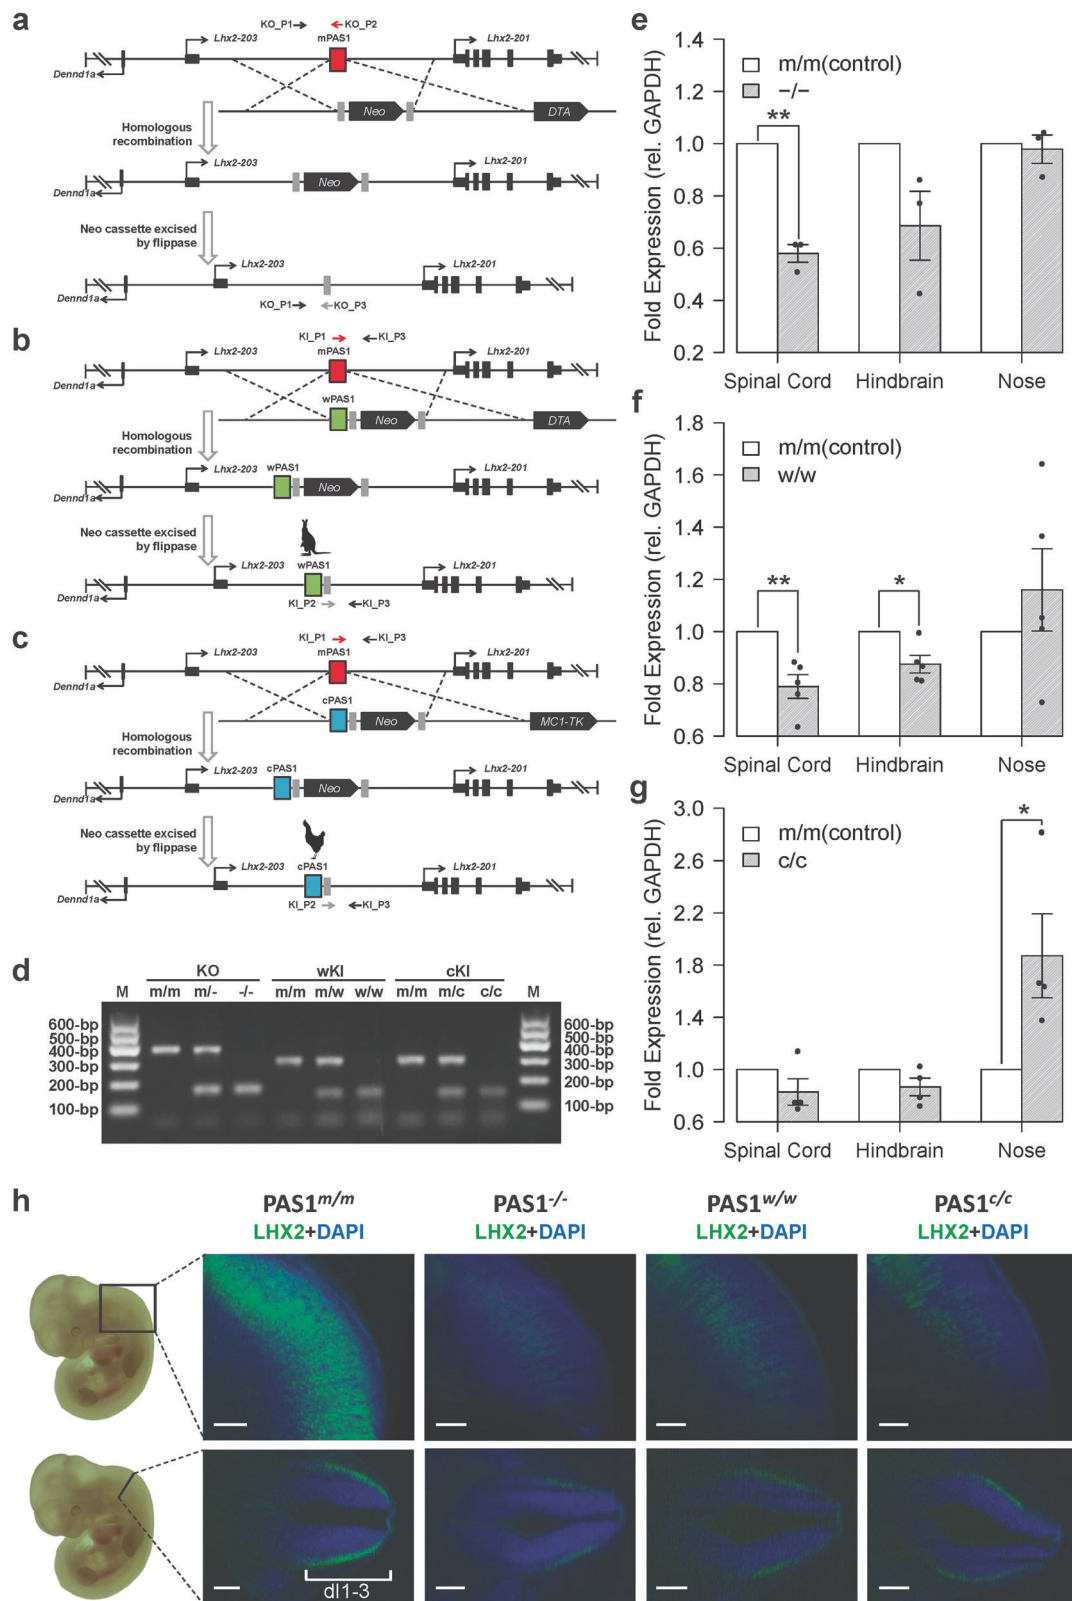 a
KO_P1
KO_P2
Lhx2-203
mPAS1
Lhx2-201
Dennd1a
Neo
DTA
Homologous
recombination
Lhx2-203
Lhx2-201
Dennd1a
Neo
Neo cassette excised
by flippase
Lhx2-203
Lhx2-201
Dennd1a
KO_P1
KO_P3
b
KI_P1
KI_P3
Lhx2-203
mPAS1
Lhx2-201
Dennd1a
wPAS1
Neo
DTA
Homologous
recombination
Lhx2-203
wPAS1
Lhx2-201
Dennd1a
Neo
Neo cassette excised
by flippase
Lhx2-203
wPAS1
Lhx2-201
Dennd1a
KI_P2
KI_P3
c
KI_P1
KI_P3
Lhx2-203
mPAS1
Lhx2-201
Dennd1a
cPAS1
Neo
MC1-TK
Homologous
recombination
Lhx2-203
cPAS1
Lhx2-201
Dennd1a
Neo
Neo cassette excised
by flippase
Lhx2-203
cPAS1
Lhx2-201
Dennd1a
KI_P2
KI_P3
d
KO wKI cKI
M m/m m/- -/- m/m m/w w/w m/m m/c c/c M
600-bp
500-bp
400-bp
300-bp
200-bp
100-bp
600-bp
500-bp
400-bp
300-bp
200-bp
100-bp
e
Fold Expression (rel. GAPDH)
1.4
1.2
1.0
0.8
0.6
0.4
0.2
m/m(control)
−/−
**
Spinal Cord Hindbrain Nose
f
Fold Expression (rel. GAPDH)
1.8
1.6
1.4
1.2
1.0
0.8
0.6
m/m(control)
w/w
** *
Spinal Cord Hindbrain Nose
g
Fold Expression (rel. GAPDH)
3.0
2.6
2.2
1.8
1.4
1.0
0.6
m/m(control)
c/c
*
Spinal Cord Hindbrain Nose
h
PAS1m/m PAS1-/- PAS1w/w PAS1c/c
LHX2+DAPI LHX2+DAPI LHX2+DAPI LHX2+DAPI
dl1-3